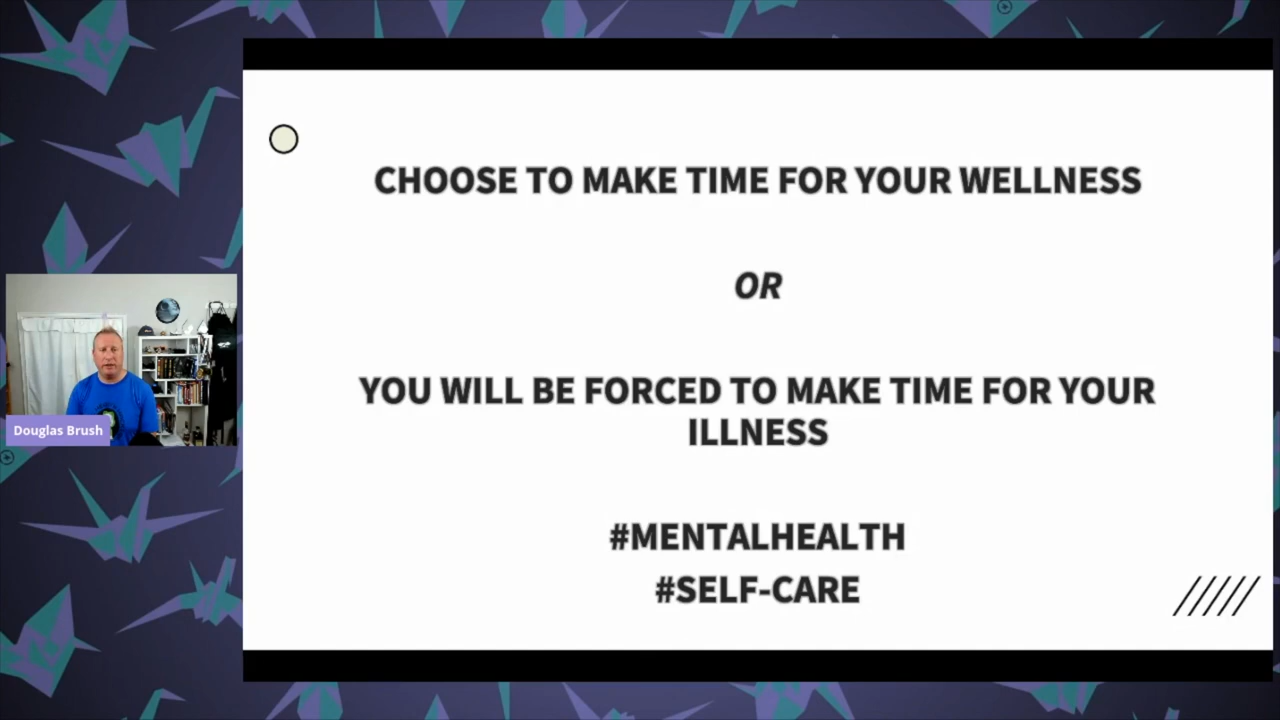 CHOOSE TO MAKE TIME FOR YOUR WELLNESS
OR
YOU WILL BE FORCED TO MAKE TIME FOR YOUR
ILLNESS
#MENTALHEALTH
#SELF-CARE
Douglas Brush